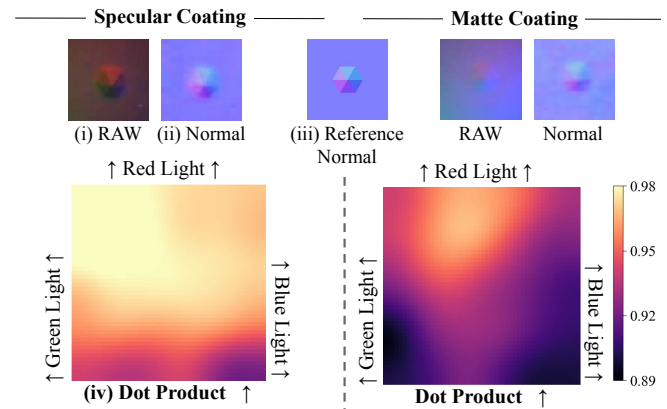 Specular Coating
Matte Coating
(i) RAW
(ii) Normal
(iii) Reference
Normal
RAW
Normal
↑ Red Light ↑
↑ Red Light ↑
↑ Green Light ↑
↑ Blue Light ↑
↑ Green Light ↑
↑ Blue Light ↑
0.98
0.95
0.92
0.89
(iv) Dot Product ↑
Dot Product ↑